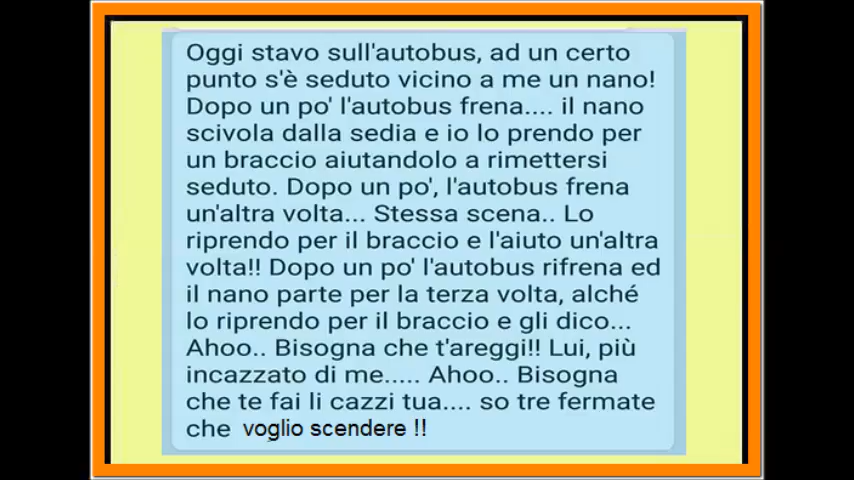 Oggi stavo sull'autobus, ad un certo
punto s'è seduto vicino a me un nano!
Dopo un po' l'autobus frena.... il nano
scivola dalla sedia e io lo prendo per
un braccio aiutandolo a rimettersi
seduto. Dopo un po', l'autobus frena
un'altra volta... Stessa scena.. Lo
riprendo per il braccio e l'aiuto un'altra
volta!! Dopo un po' l'autobus rifrena ed
il nano parte per la terza volta, alché
lo riprendo per il braccio e gli dico...
Ahoo.. Bisogna che t'areggi!! Lui, più
incazzato di me..... Ahoo.. Bisogna
che te fai li cazzi tua.... so tre fermate
che voglio scendere !!